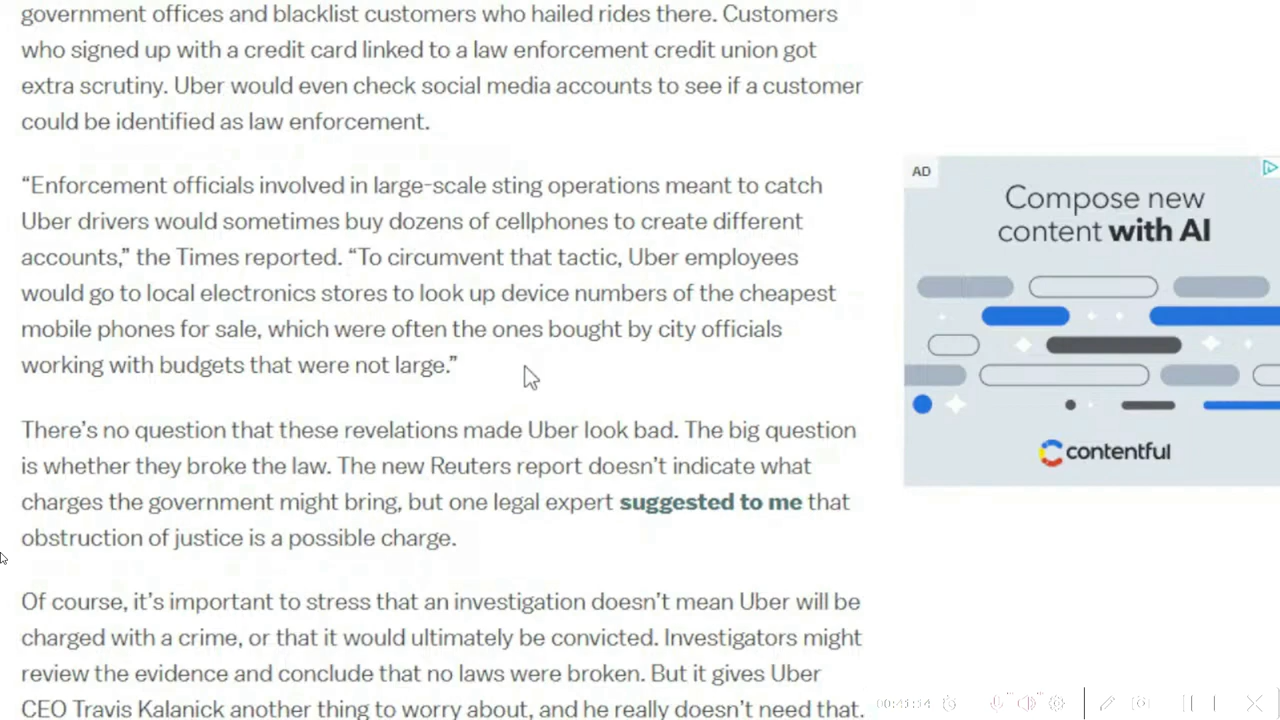 government offices and blacklist customers who hailed rides there. Customers
who signed up with a credit card linked to a law enforcement credit union got
extra scrutiny. Uber would even check social media accounts to see if a customer
could be identified as law enforcement.
“Enforcement officials involved in large-scale sting operations meant to catch
Uber drivers would sometimes buy dozens of cellphones to create different
accounts,” the Times reported. “To circumvent that tactic, Uber employees
would go to local electronics stores to look up device numbers of the cheapest
mobile phones for sale, which were often the ones bought by city officials
working with budgets that were not large.”
There’s no question that these revelations made Uber look bad. The big question
is whether they broke the law. The new Reuters report doesn’t indicate what
charges the government might bring, but one legal expert suggested to me that
obstruction of justice is a possible charge.
Of course, it’s important to stress that an investigation doesn’t mean Uber will be
charged with a crime, or that it would ultimately be convicted. Investigators might
review the evidence and conclude that no laws were broken. But it gives Uber
CEO Travis Kalanick another thing to worry about, and he really doesn’t need that.
AD
Compose new
content with AI
contentful